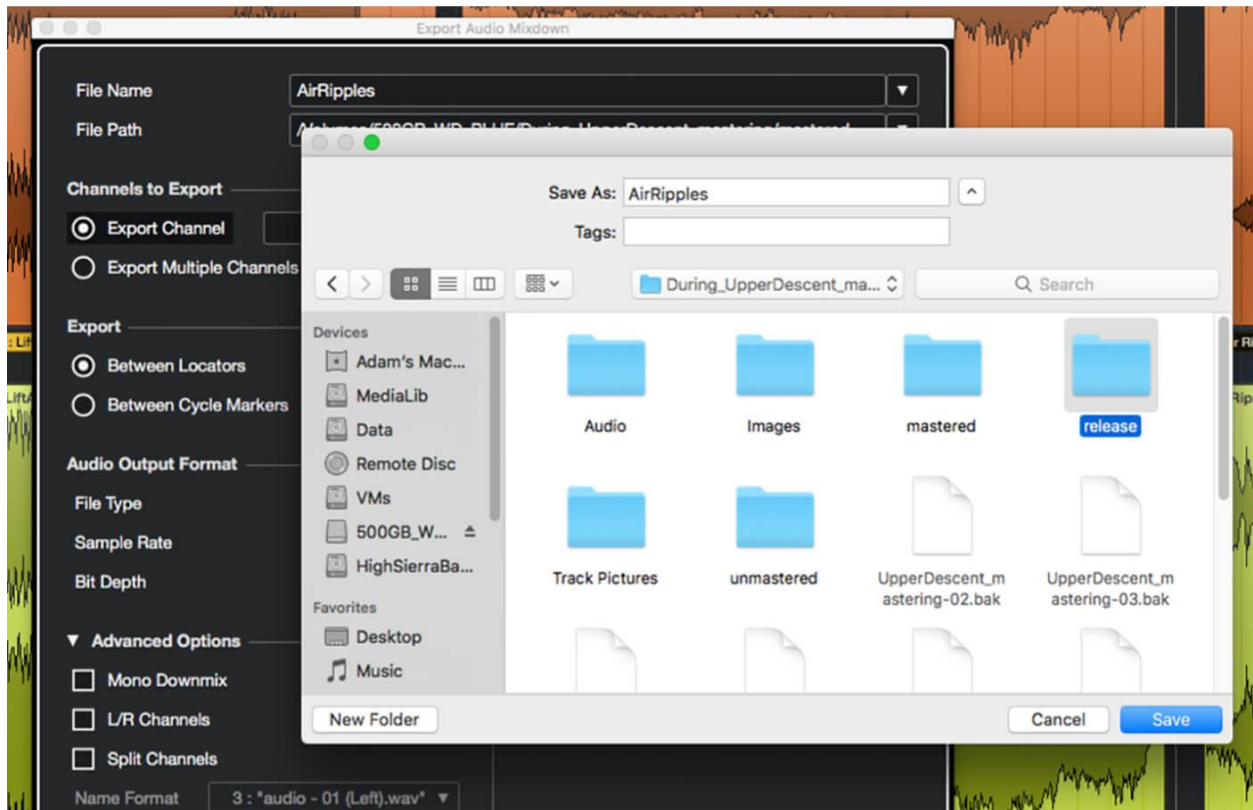 Export Audio Mixdown
File Name
AirRipples
File Path
/Volumes/500GB_WD_BLUE/During_UpperDescent_mastering/mastered
Channels to Export
Export Channel
Export Multiple Channels
Export
Between Locators
Between Cycle Markers
Audio Output Format
File Type
Sample Rate
Bit Depth
Advanced Options
Mono Downmix
L/R Channels
Split Channels
Name Format
3 : "audio - 01 (Left).wav"
Save As:
AirRipples
Tags:
During_UpperDescent_ma...
Search
Devices
Adam's Mac...
MediaLib
Data
Remote Disc
VMs
500GB_W...
HighSierraBa...
Favorites
Desktop
Music
Audio
Images
mastered
release
Track Pictures
unmastered
UpperDescent_m
astering-02.bak
UpperDescent_m
astering-03.bak
New Folder
Cancel
Save